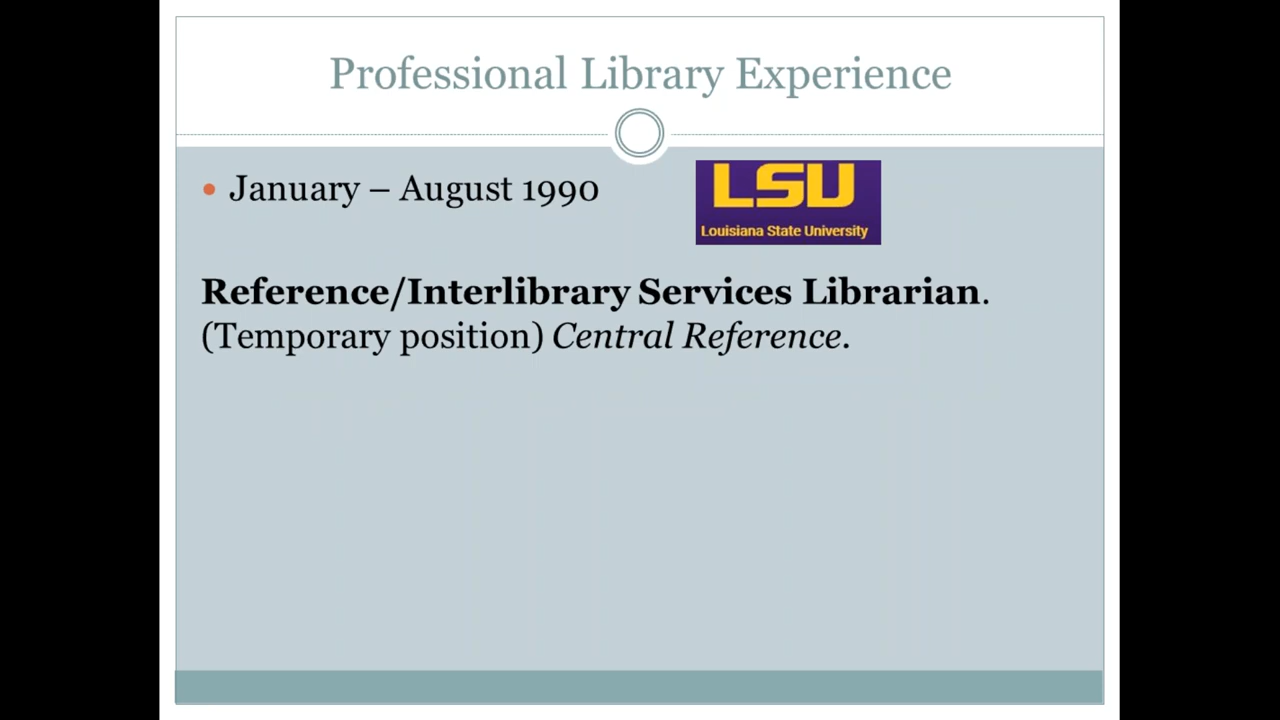 Professional Library Experience
• January – August 1990
LSU
Louisiana State University
Reference/Interlibrary Services Librarian.
(Temporary position) Central Reference.